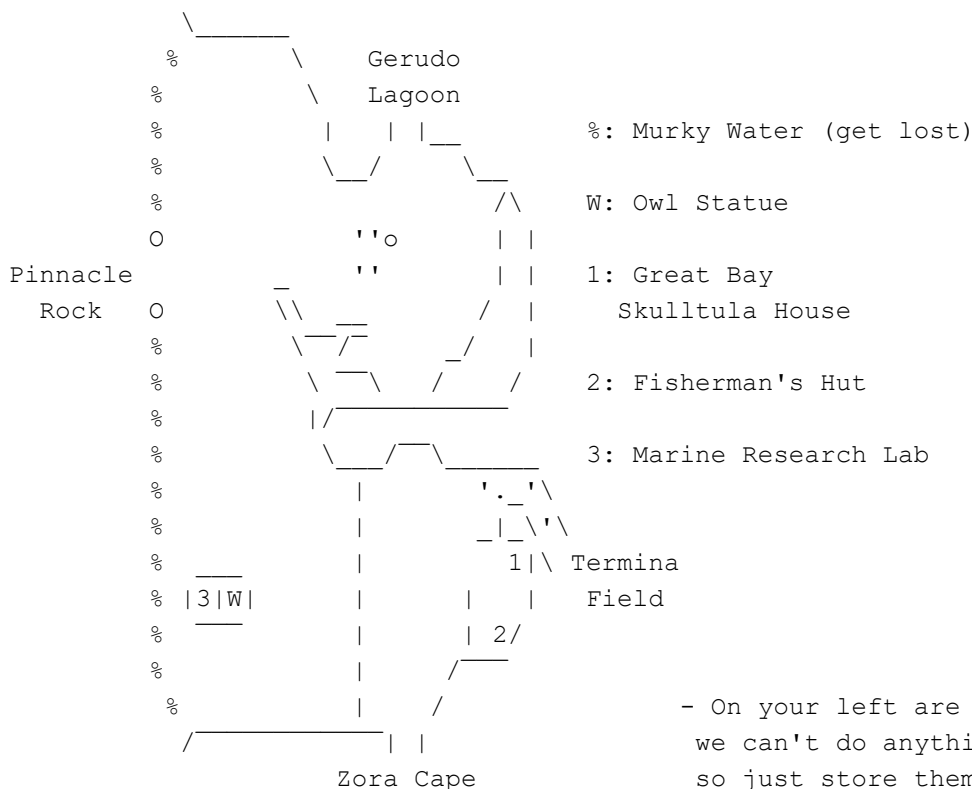 Gerudo
Lagoon
%: Murky Water (get lost)
W: Owl Statue
Pinnacle
Rock
1: Great Bay
Skulltula House
2: Fisherman's Hut
3: Marine Research Lab
1
Termina
Field
3 W
2
Zora Cape
- On your left are
we can't do anythi
so just store them